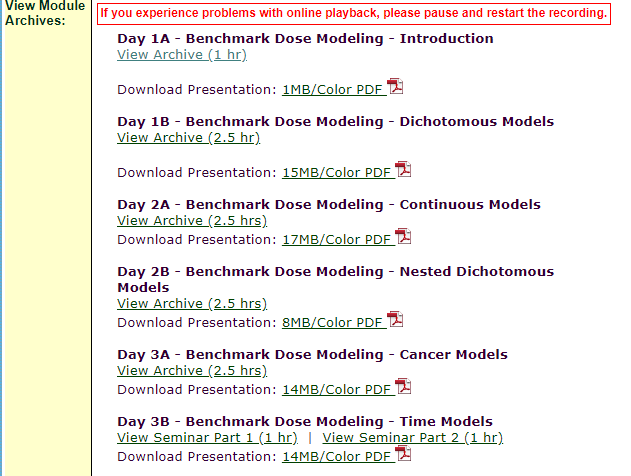 View Module
Archives:
If you experience problems with online playback, please pause and restart the recording.
Day 1A - Benchmark Dose Modeling - Introduction
View Archive (1 hr)
Download Presentation: 1MB/Color PDF
Day 1B - Benchmark Dose Modeling - Dichotomous Models
View Archive (2.5 hr)
Download Presentation: 15MB/Color PDF
Day 2A - Benchmark Dose Modeling - Continuous Models
View Archive (2.5 hrs)
Download Presentation: 17MB/Color PDF
Day 2B - Benchmark Dose Modeling - Nested Dichotomous
Models
View Archive (2.5 hrs)
Download Presentation: 8MB/Color PDF
Day 3A - Benchmark Dose Modeling - Cancer Models
View Archive (2.5 hrs)
Download Presentation: 14MB/Color PDF
Day 3B - Benchmark Dose Modeling - Time Models
View Seminar Part 1 (1 hr) | View Seminar Part 2 (1 hr)
Download Presentation: 14MB/Color PDF